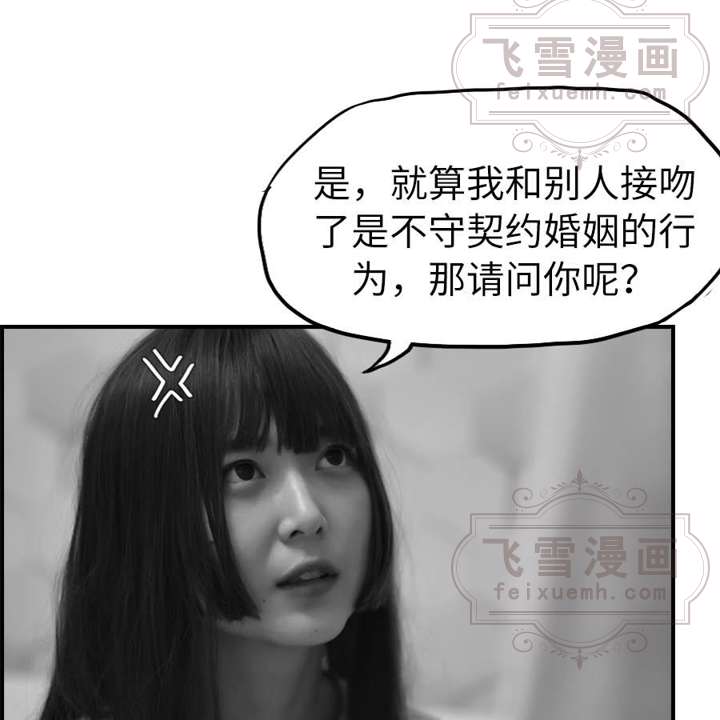 飞雪漫画
feixuemh.com
是，就算我和别人接吻
了是不守契约婚姻的行
为，那请问你呢？
飞雪漫画
feixuemh.com